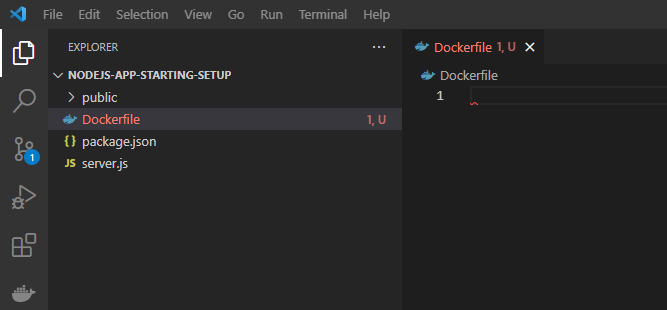 File Edit Selection View Go Run Terminal Help
EXPLORER ...
NODEJS-APP-STARTING-SETUP
public
Dockerfile 1, U
{ } package.json
JS server.js
1
Dockerfile 1, U
Dockerfile
1